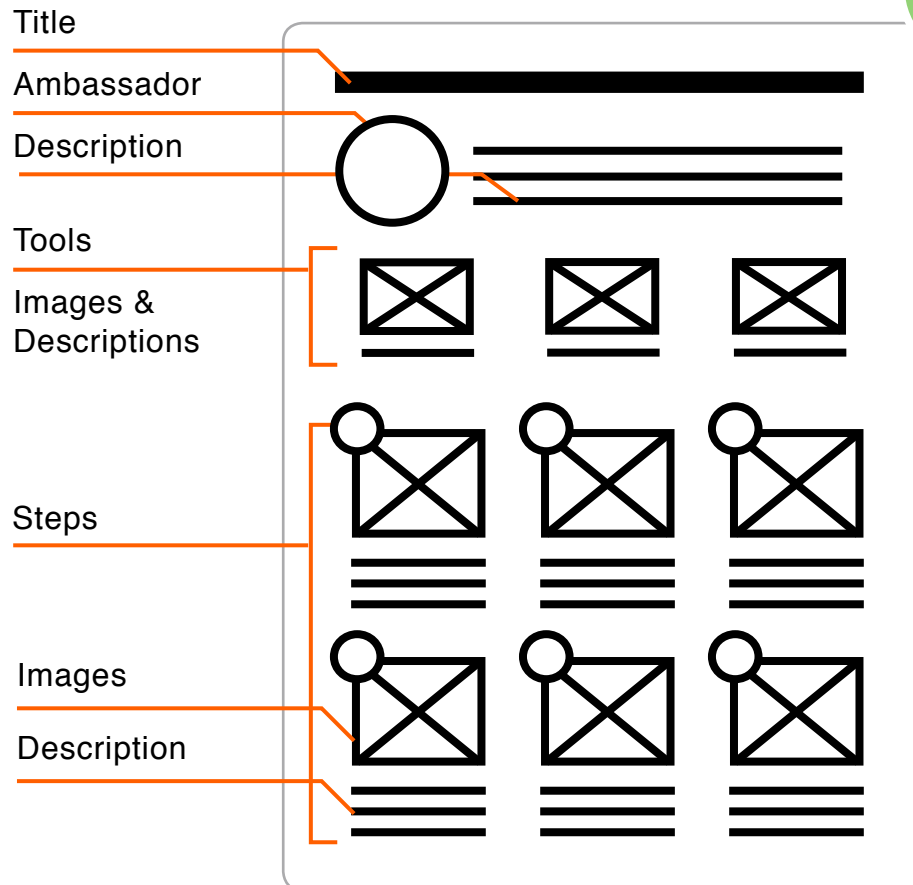 Title
Ambassador
Description
Tools
Images &
Descriptions
Steps
Images
Description